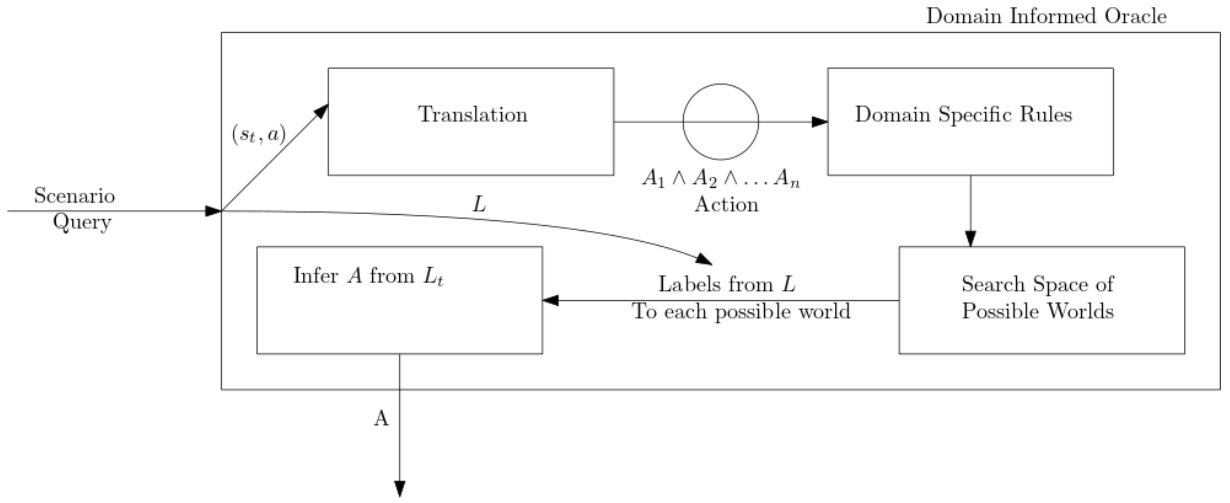 Domain Informed Oracle
Translation
Domain Specific Rules
(s_t, a)
A_1 ∧ A_2 ∧ … A_n
Action
Scenario
Query
L
Infer A from L_t
Labels from L
To each possible world
Search Space of
Possible Worlds
A